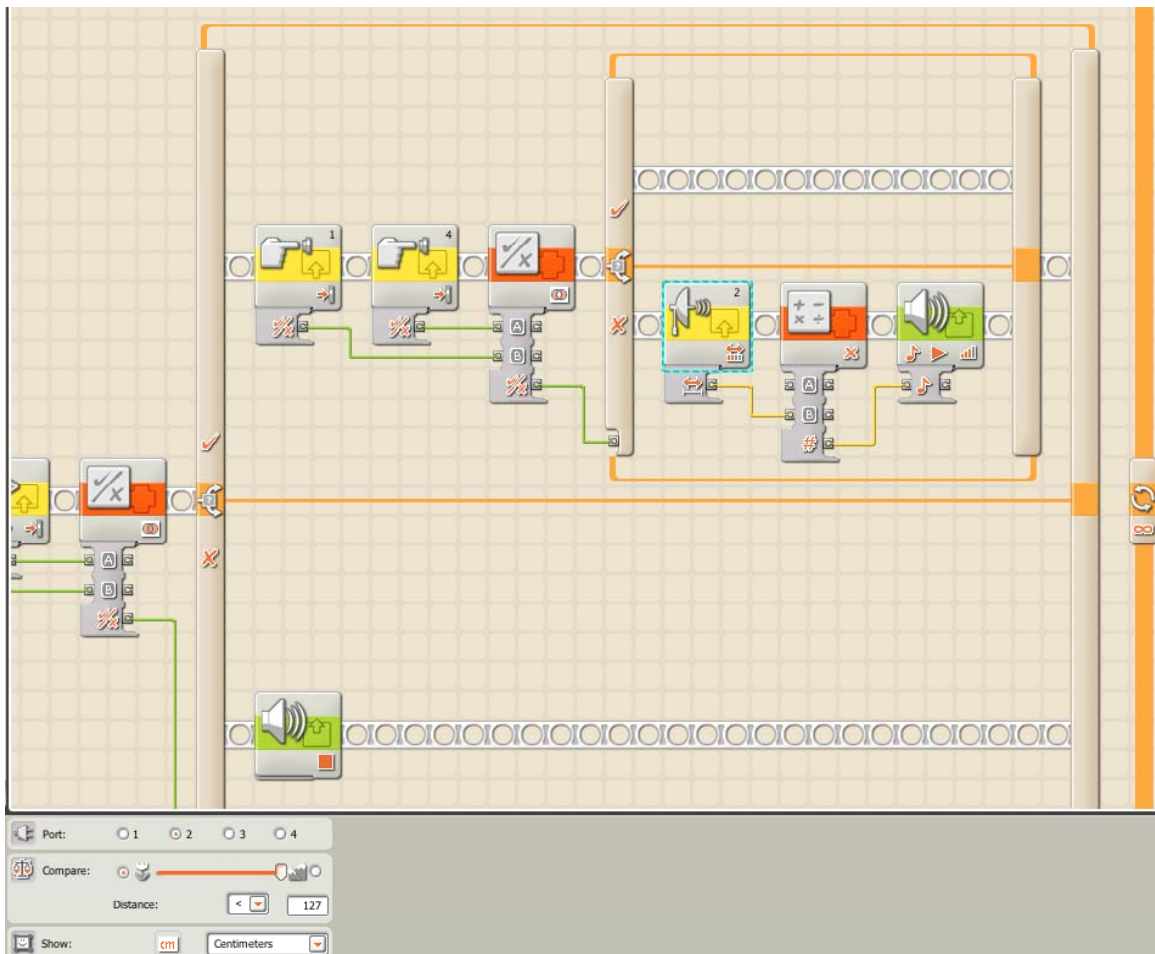 1
4
2
A
B
#
A
B
A
B
Port: 1 2 3 4
Compare:
Distance: < 127
Show: cm Centimeters